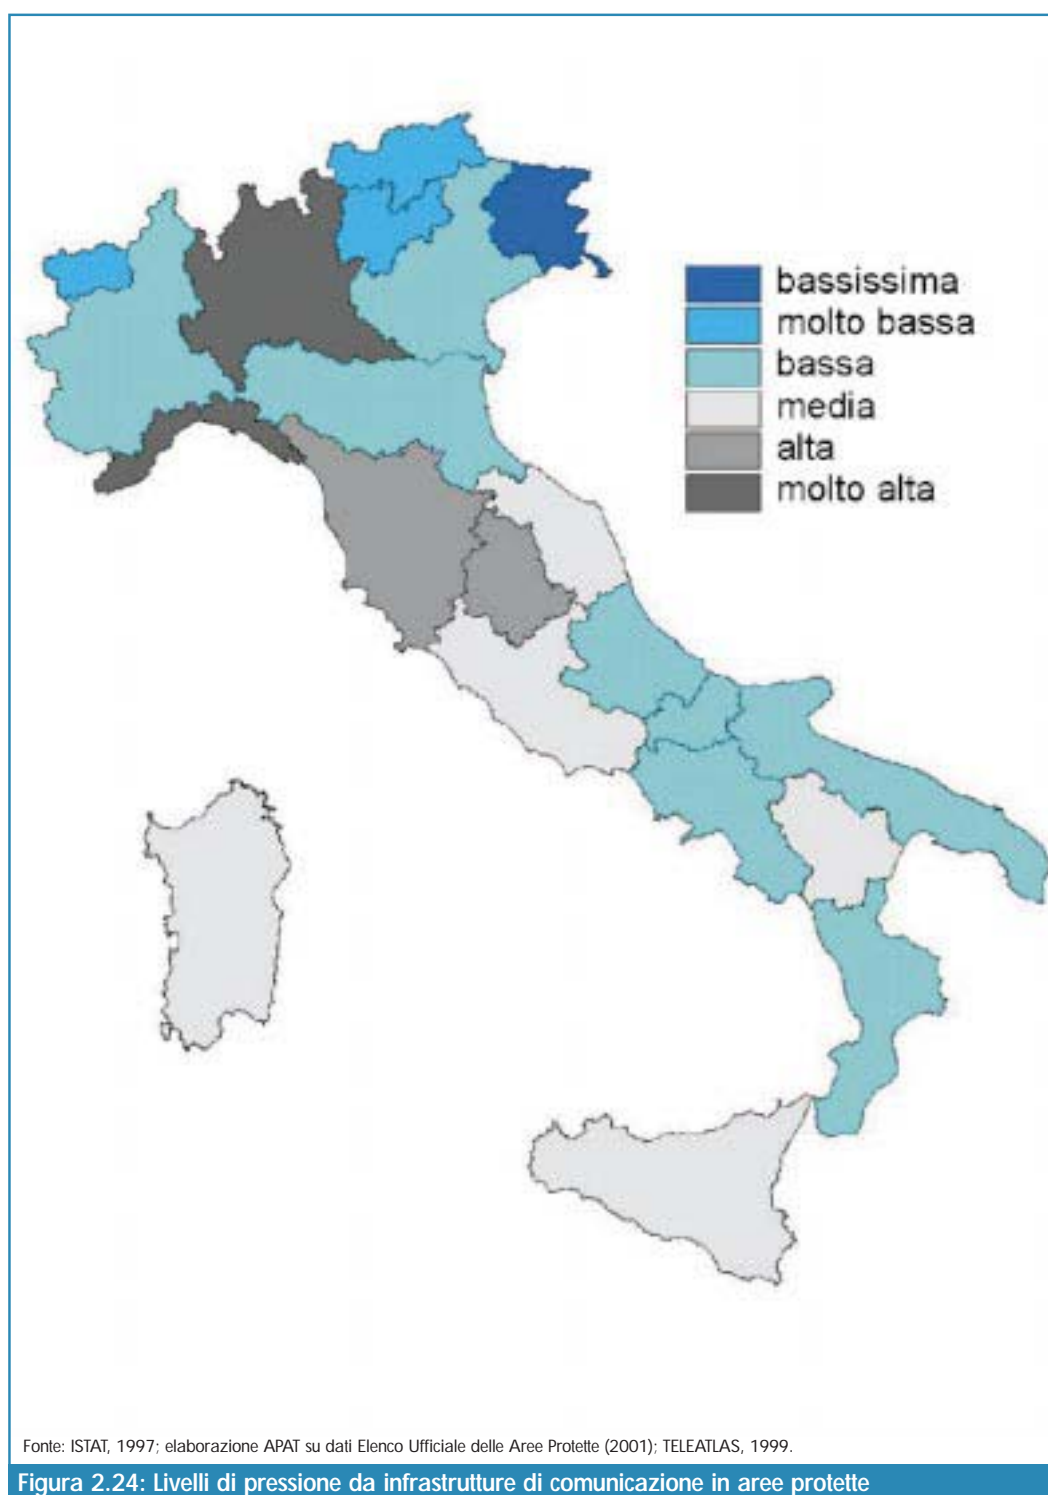 bassissima
molto bassa
bassa
media
alta
molto alta
Fonte: ISTAT, 1997; elaborazione APAT su dati Elenco Ufficiale delle Aree Protette (2001); TELEATLAS, 1999.
Figura 2.24: Livelli di pressione da infrastrutture di comunicazione in aree protette